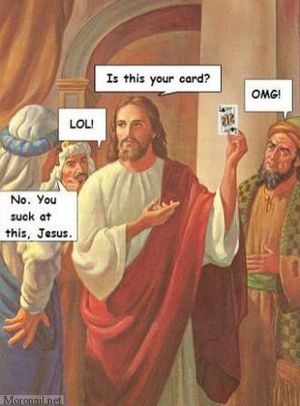 Is this your card?
OMG!
LOL!
No. You
suck at
this, Jesus.
Moronail.net